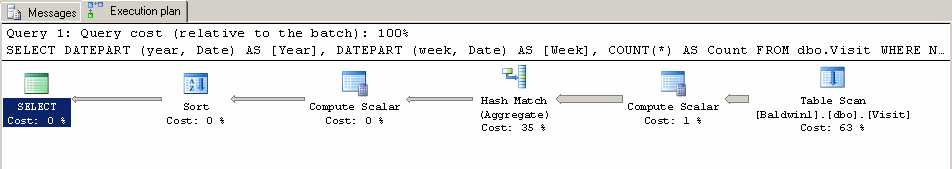 Messages Execution plan
Query 1: Query cost (relative to the batch): 100%
SELECT DATEPART (year, Date) AS [Year], DATEPART (week, Date) AS [Week], COUNT(*) AS Count FROM dbo.Visit WHERE N…
SELECT
Cost: 0 %
Sort
Cost: 0 %
Compute Scalar
Cost: 0 %
Hash Match
(Aggregate)
Cost: 35 %
Compute Scalar
Cost: 1 %
Table Scan
[Baldwinl].[dbo].[Visit]
Cost: 63 %